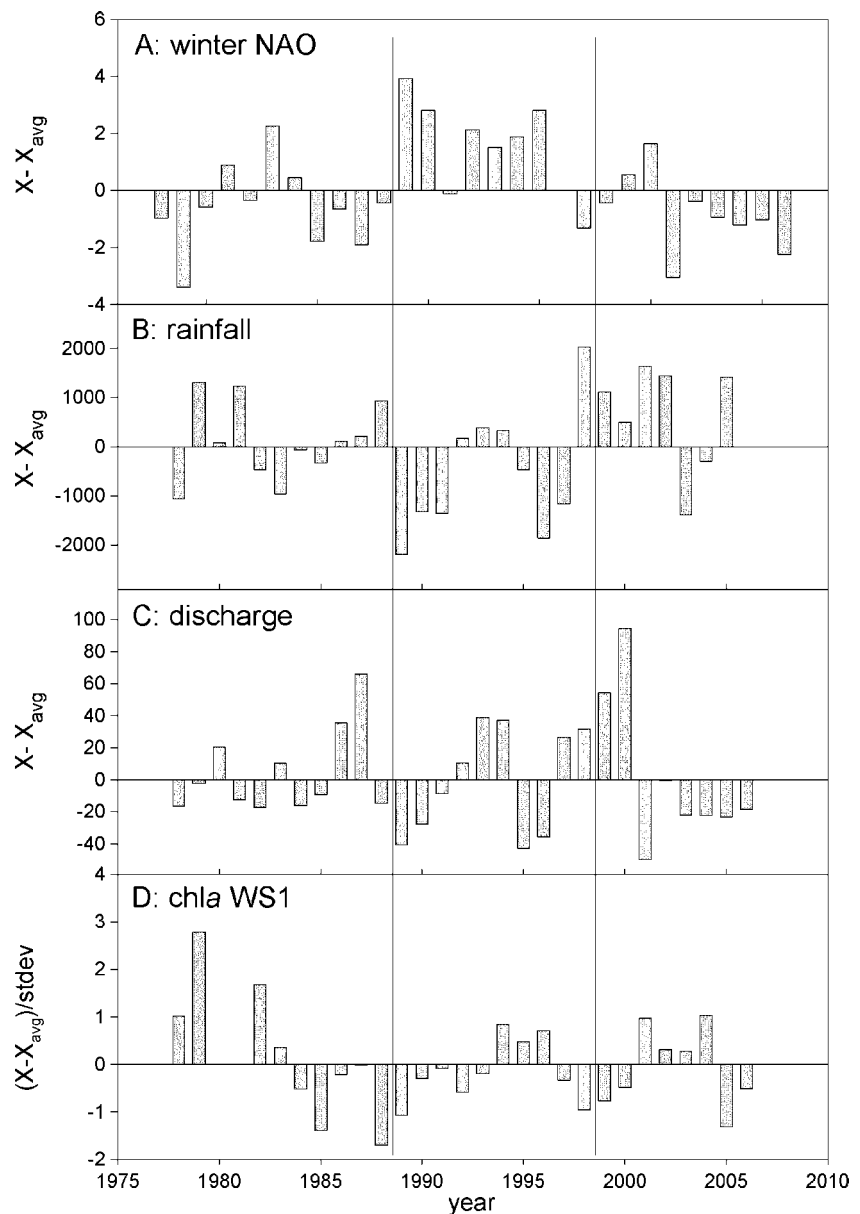 A: winter NAO
6
4
2
0
-2
-4
X- Xavg
B: rainfall
2000
1000
0
-1000
-2000
X- Xavg
C: discharge
100
80
60
40
20
0
-20
-40
X- Xavg
D: chla WS1
4
3
2
1
0
-1
-2
(X-Xavg)/stdev
1975 1980 1985 1990 1995 2000 2005 2010
year